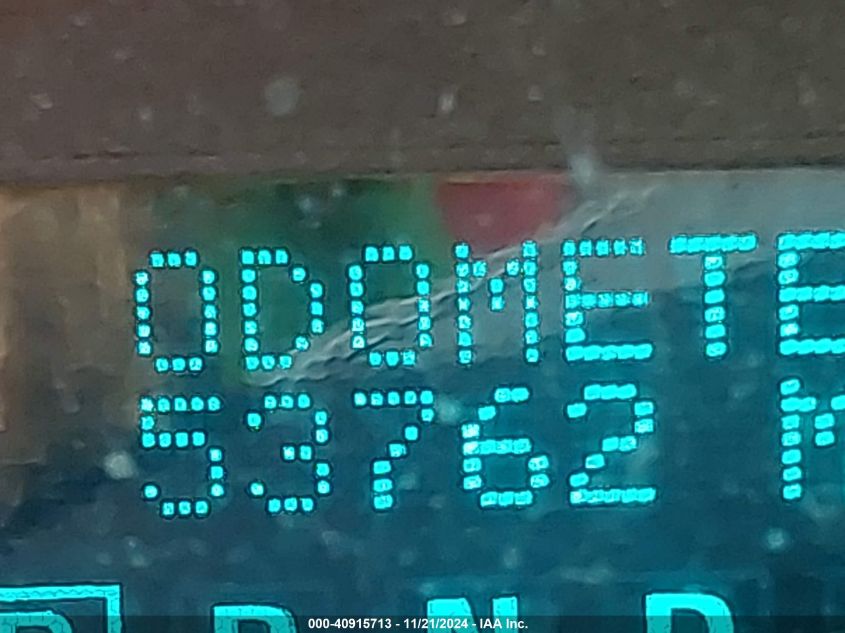 ODOMETE
53762 M
P R N D
000-40915713 - 11/21/2024 - IAA Inc.